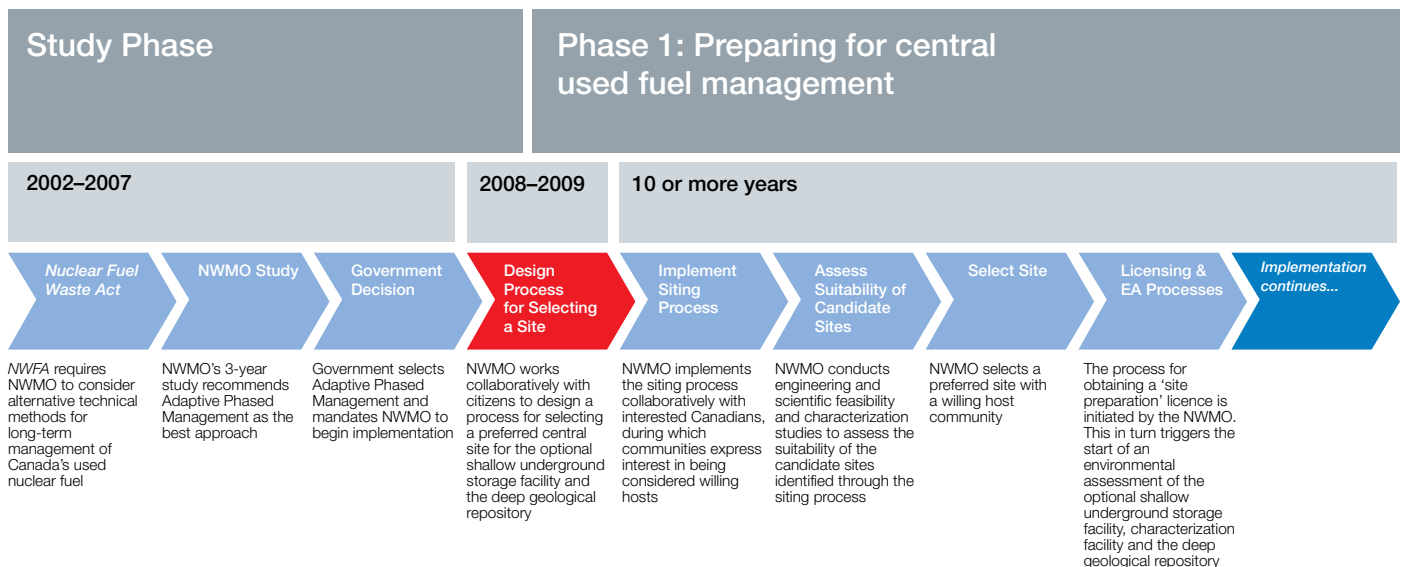 Study Phase
Phase 1: Preparing for central
used fuel management
2002–2007
2008–2009
10 or more years
Nuclear Fuel
Waste Act
NWMO Study
Government
Decision
Design
Process
for Selecting
a Site
Implement
Siting
Process
Assess
Suitability of
Candidate
Sites
Select Site
Licensing &
EA Processes
Implementation
continues...
NWFA requires
NWMO to consider
alternative technical
methods for
long-term
management of
Canada’s used
nuclear fuel
NWMO’s 3-year
study recommends
Adaptive Phased
Management as the
best approach
Government selects
Adaptive Phased
Management and
mandates NWMO to
begin implementation
NWMO works
collaboratively with
citizens to design a
process for selecting
a preferred central
site for the optional
shallow underground
storage facility and
the deep geological
repository
NWMO implements
the siting process
collaboratively with
interested Canadians,
during which
communities express
interest in being
considered willing
hosts
NWMO conducts
engineering and
scientific feasibility
and characterization
studies to assess the
suitability of the
candidate sites
identified through the
siting process
NWMO selects a
preferred site with
a willing host
community
The process for
obtaining a ‘site
preparation’ licence is
initiated by the NWMO.
This in turn triggers the
start of an
environmental
assessment of the
optional shallow
underground storage
facility, characterization
facility and the deep
geological repository